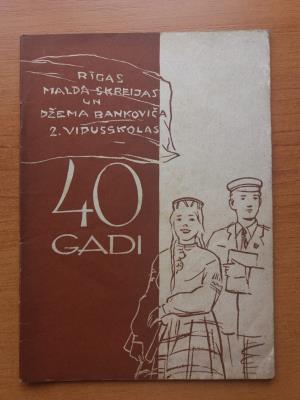 RĪGAS
MALDA SKREIJAS
UN
DŽEMA BANKOVIČA
2. VIDUSSKOLAS
40
GADI